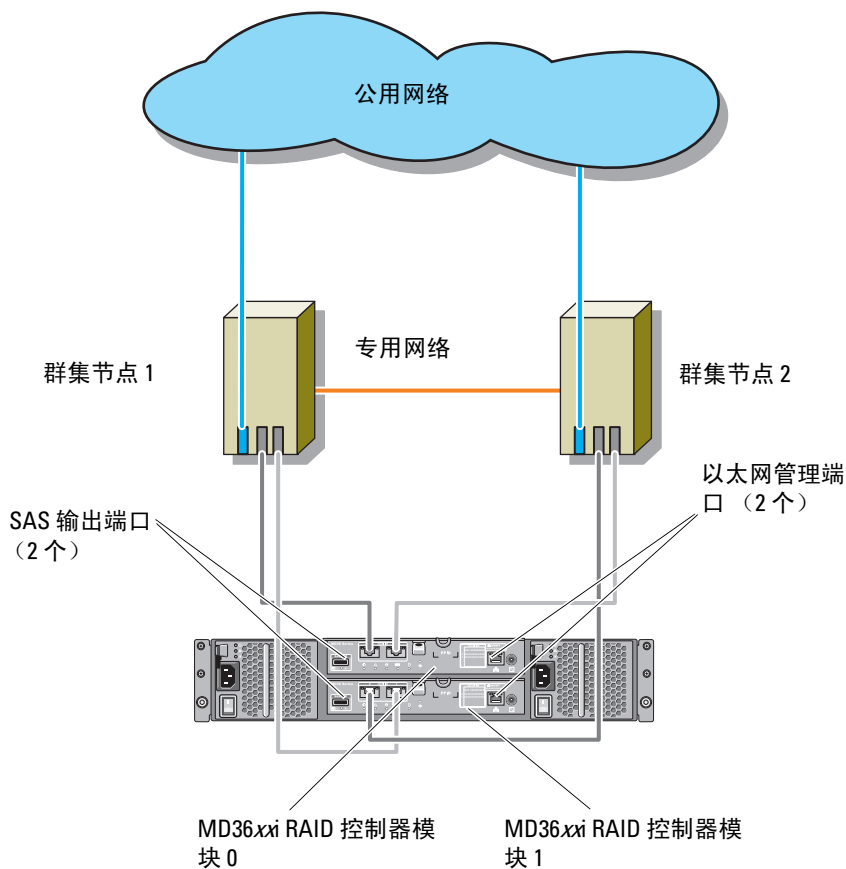 公用网络
专用网络
群集节点 1
群集节点 2
以太网管理端
口 （2 个）
SAS 输出端口
（2 个）
MD36xxi RAID 控制器模
块 0
MD36xxi RAID 控制器模
块 1